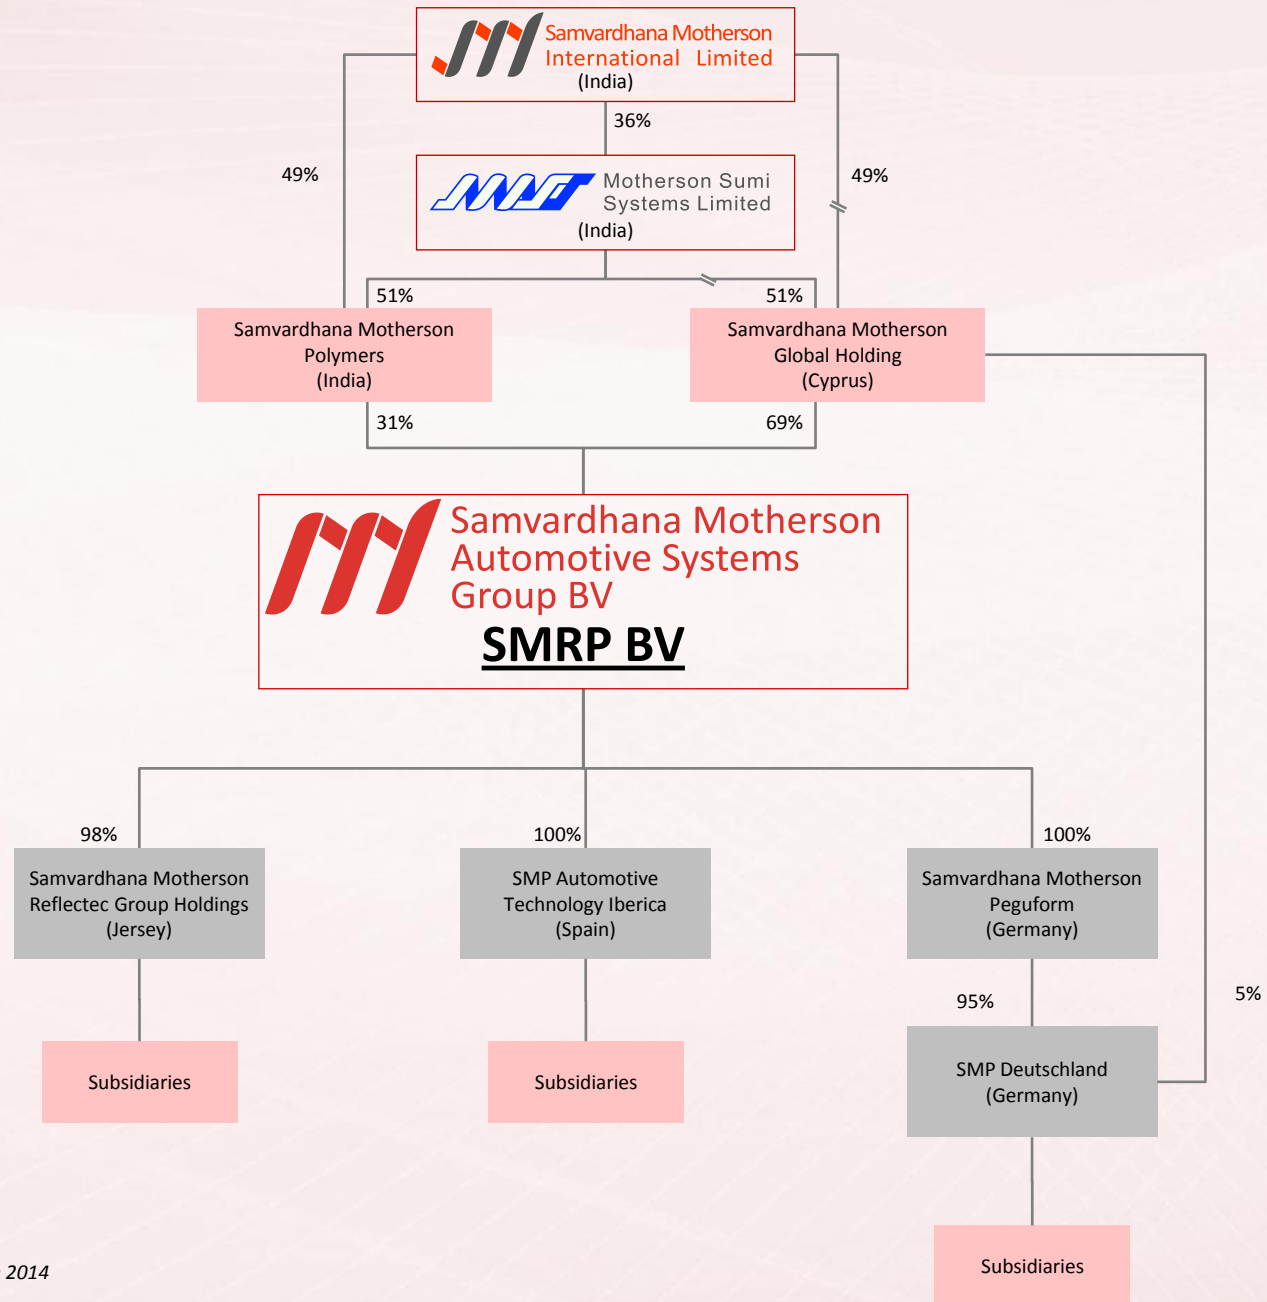 Samvardhana Motherson
International Limited
(India)
36%
49%
49%
Motherson Sumi
Systems Limited
(India)
51%
51%
Samvardhana Motherson
Polymers
(India)
Samvardhana Motherson
Global Holding
(Cyprus)
31%
69%
Samvardhana Motherson
Automotive Systems
Group BV
SMRP BV
98%
100%
100%
Samvardhana Motherson
Reflectec Group Holdings
(Jersey)
SMP Automotive
Technology Iberica
(Spain)
Samvardhana Motherson
Peguform
(Germany)
95%
5%
Subsidiaries
Subsidiaries
SMP Deutschland
(Germany)
Subsidiaries
2014